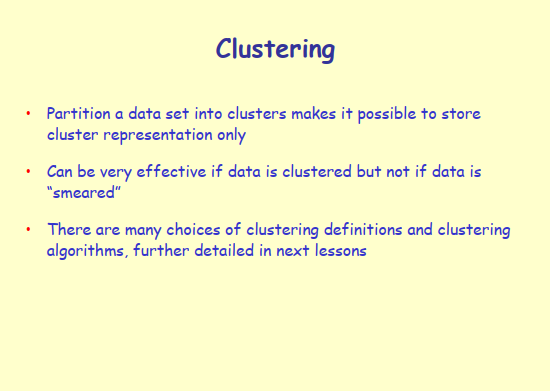 Clustering
• Partition a data set into clusters makes it possible to store
cluster representation only
• Can be very effective if data is clustered but not if data is
“smeared”
• There are many choices of clustering definitions and clustering
algorithms, further detailed in next lessons